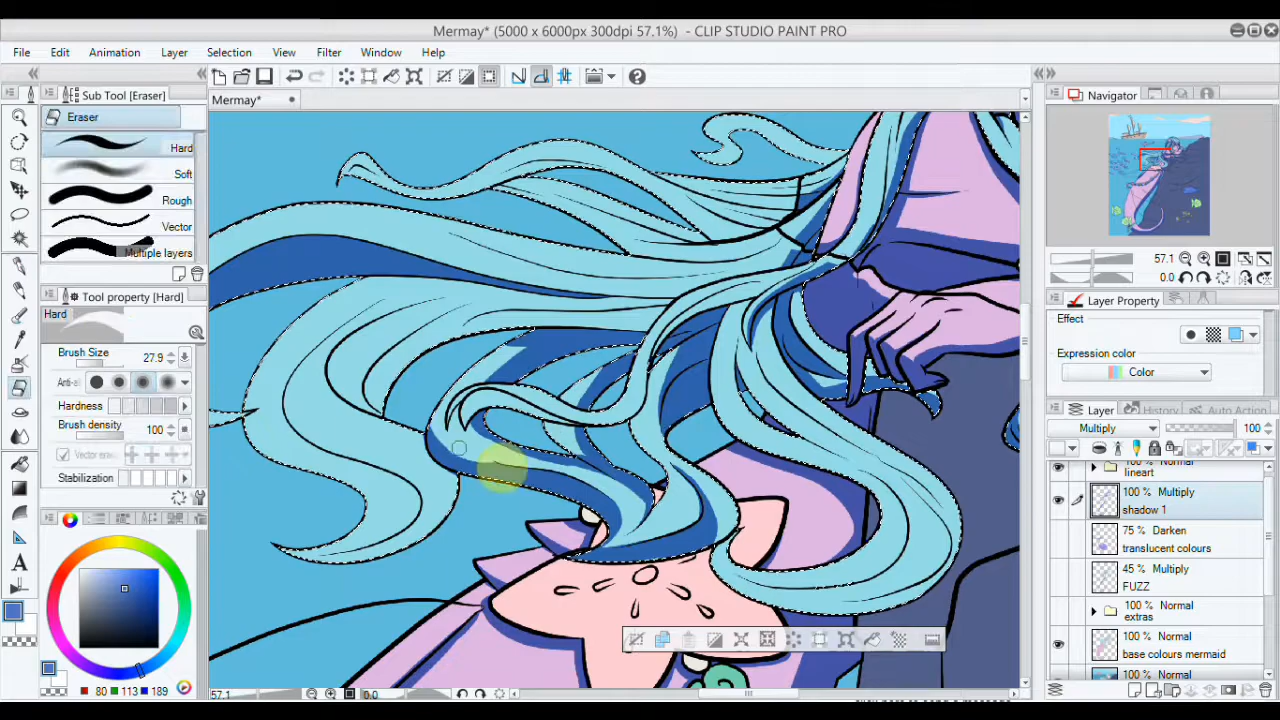 Mermay* (5000 x 6000px 300dpi 57.1%) - CLIP STUDIO PAINT PRO
File Edit Animation Layer Selection View Filter Window Help
Sub Tool [Eraser]
Mermay*
Navigator
Eraser
Hard
Soft
Rough
Vector
Multiple layers
57.1
0.0
Tool property [Hard]
Layer Property
Hard
Effect
Brush Size 27.9
Expression color
Color
Anti-al
Hardness
Layer History Auto Action
Brush density 100
Multiply 100
Vector era
100 % Normal
lineart
Stabilization
100 % Multiply
shadow 1
75 % Darken
translucent colours
45 % Multiply
FUZZ
100 % Normal
extras
100 % Normal
base colours mermaid
100 % Normal
80 113 189
57.1 0.0